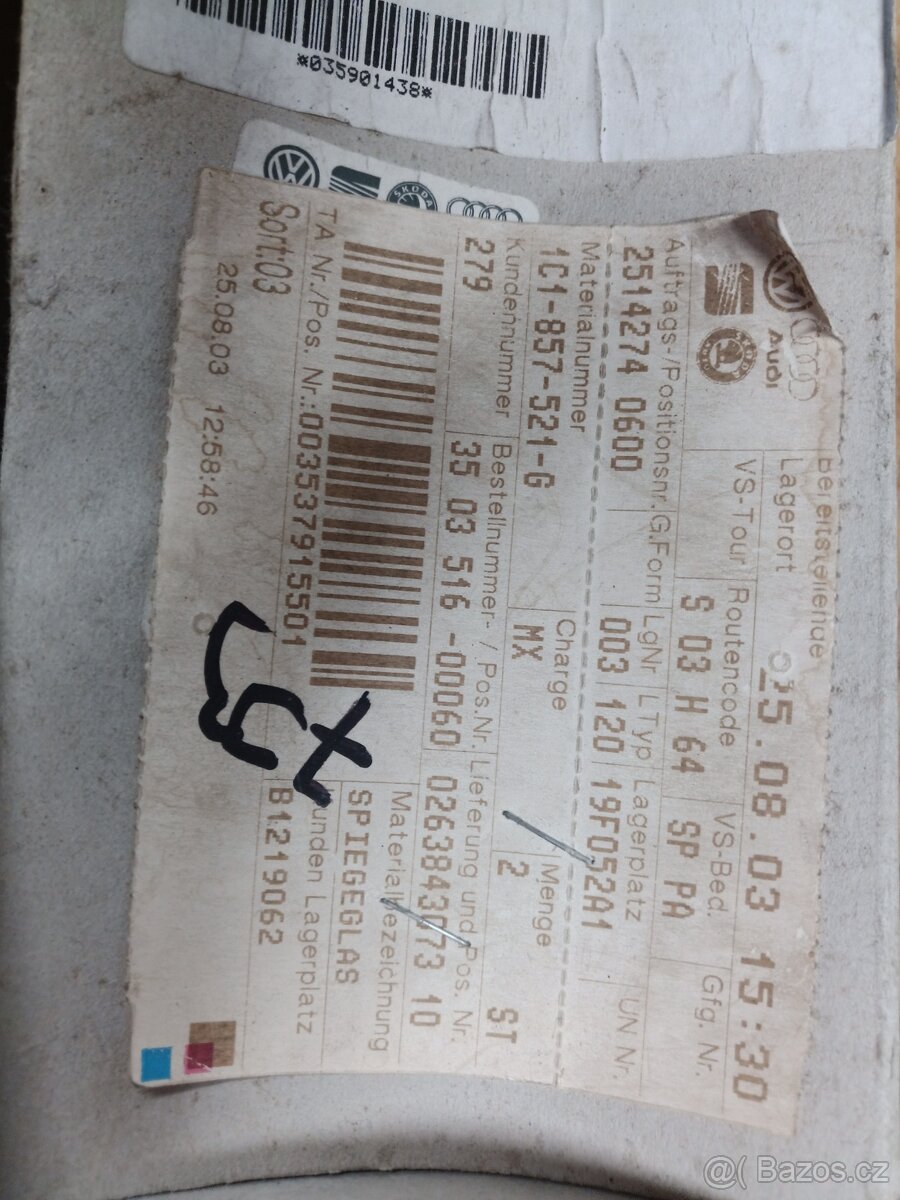 *035901438*
ŠKODA
Audi
Bereitstellende
25.08.03 15:30
Lagerort
VS-Tour Routencode VS-Bed. Gfg. Nr.
S 03 H 64 SP PA
Auftrags-/Positionsnr. G.Form LgNr LTyp Lagerplatz UN Nr.
2514274 0600 003 120 19F052A1
Materialnummer Charge Menge
1C1-857-521-G MX 2 ST
Kundennummer Bestellnummer- / Pos.Nr. Lieferung und Pos. Nr.
279 35 03 516 -00060 0263843073 10
Materialbezeichnung
SPIEGEGLAS
TA Nr./Pos. Nr.:003537915501
unden Lagerplatz
Sort:03 B1219062
25.08.03 12:58:46
@( Bazos.cz